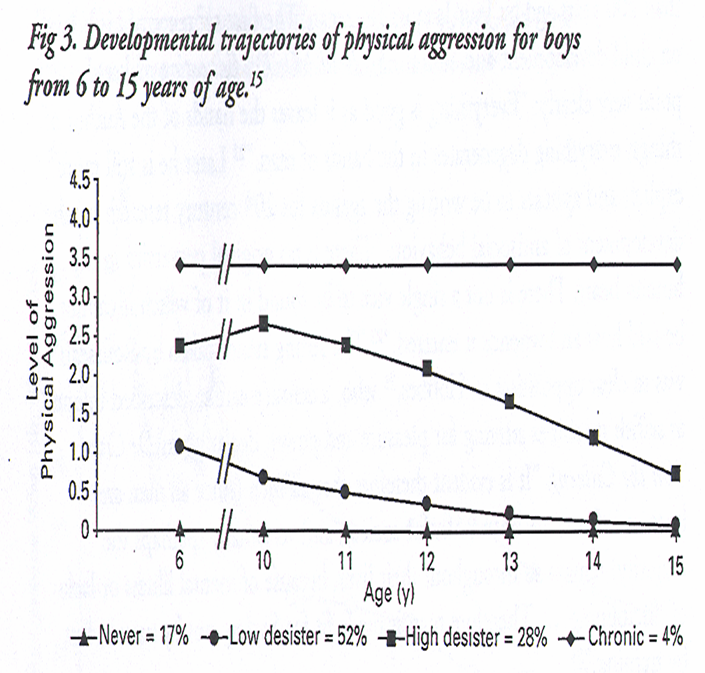 Fig 3. Developmental trajectories of physical aggression for boys
from 6 to 15 years of age.15
4.5
4.0
3.5
3.0
2.5
2.0
1.5
1.0
0.5
0
Level of
Physical Aggression
6 10 11 12 13 14 15
Age (y)
Never = 17% Low desister = 52% High desister = 28% Chronic = 4%